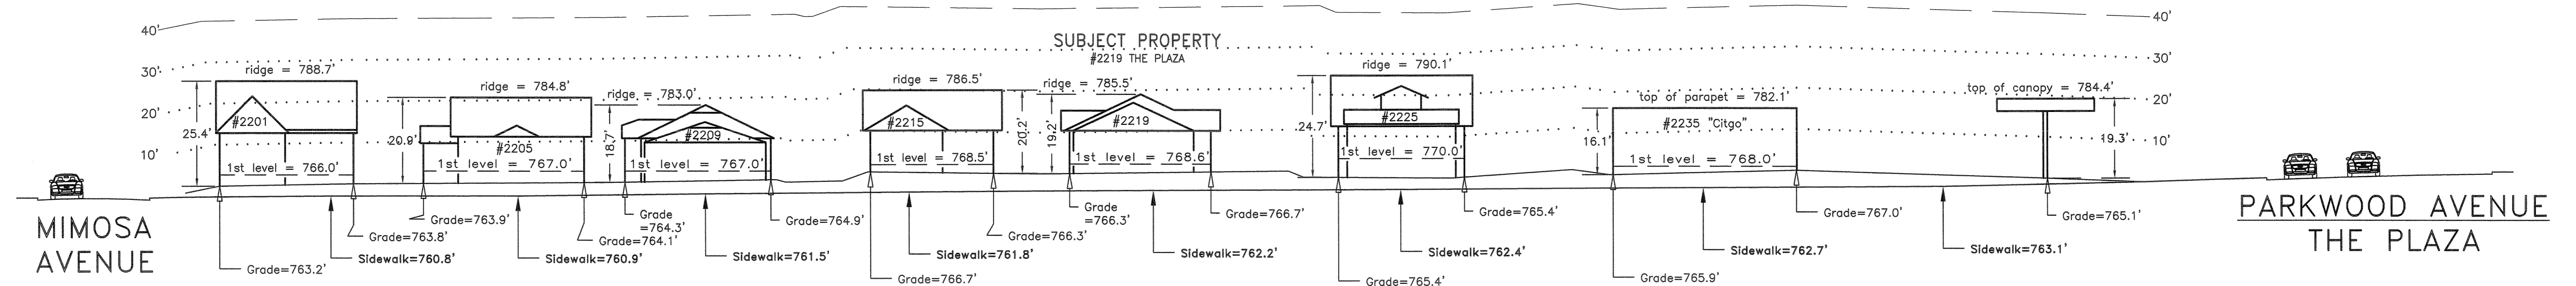 40'
40'
SUBJECT PROPERTY
#2219 THE PLAZA
30'
30'
ridge = 788.7'
ridge = 784.8'
ridge = 783.0'
ridge = 786.5'
ridge = 785.5'
ridge = 790.1'
top of parapet = 782.1'
top of canopy = 784.4'
20'
20'
#2201
#2205
#2209
#2215
#2219
#2225
#2235 "Citgo"
25.4'
20.9'
18.7'
20.2'
19.2'
24.7'
16.1'
19.3'
10'
10'
1st level = 766.0'
1st level = 767.0'
1st level = 767.0'
1st level = 768.5'
1st level = 768.6'
1st level = 770.0'
1st level = 768.0'
MIMOSA
AVENUE
Grade=763.2'
Sidewalk=760.8'
Grade=763.8'
Grade=763.9'
Sidewalk=760.9'
Grade=764.1'
Grade
=764.3'
Sidewalk=761.5'
Grade=764.9'
Grade=766.7'
Sidewalk=761.8'
Grade=766.3'
Grade
=766.3'
Sidewalk=762.2'
Grade=766.7'
Grade=765.4'
Sidewalk=762.4'
Grade=765.4'
Grade=765.9'
Sidewalk=762.7'
Grade=767.0'
Sidewalk=763.1'
Grade=765.1'
PARKWOOD AVENUE
THE PLAZA